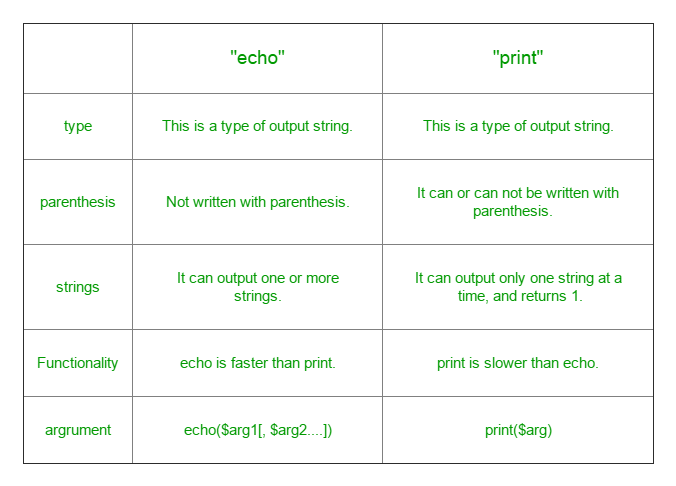 "echo" "print"
type This is a type of output string. This is a type of output string.
parenthesis Not written with parenthesis. It can or can not be written with
parenthesis.
strings It can output one or more
strings. It can output only one string at a
time, and returns 1.
Functionality echo is faster than print. print is slower than echo.
argrument echo($arg1[, $arg2....]) print($arg)